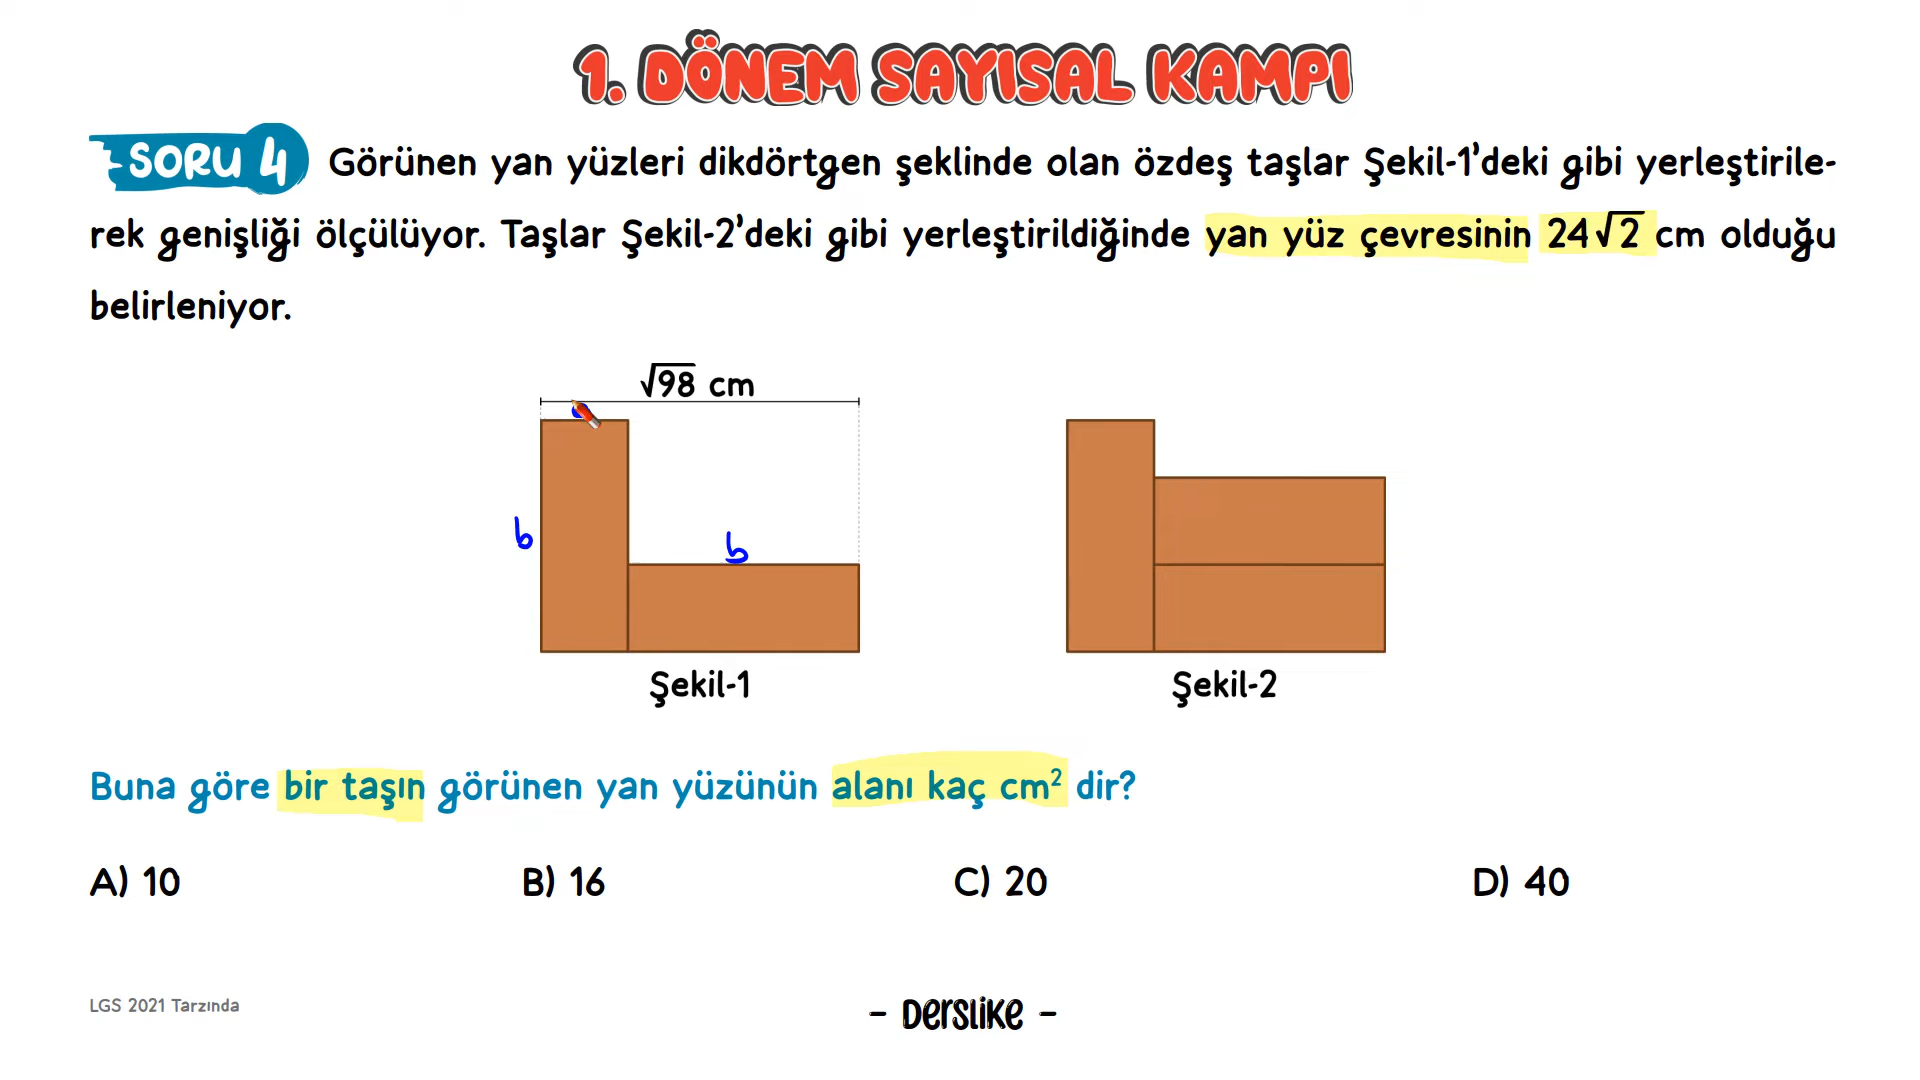 1. DÖNEM SAYISAL KAMPI
SORU 4 Görünen yan yüzleri dikdörtgen şeklinde olan özdeş taşlar Şekil-1'deki gibi yerleştirile-
rek genişliği ölçülüyor. Taşlar Şekil-2'deki gibi yerleştirildiğinde yan yüz çevresinin 24√2 cm olduğu
belirleniyor.
√98 cm
b
b
Şekil-1
Şekil-2
Buna göre bir taşın görünen yan yüzünün alanı kaç cm² dir?
A) 10
B) 16
C) 20
D) 40
LGS 2021 Tarzında
- DERSLİKE -